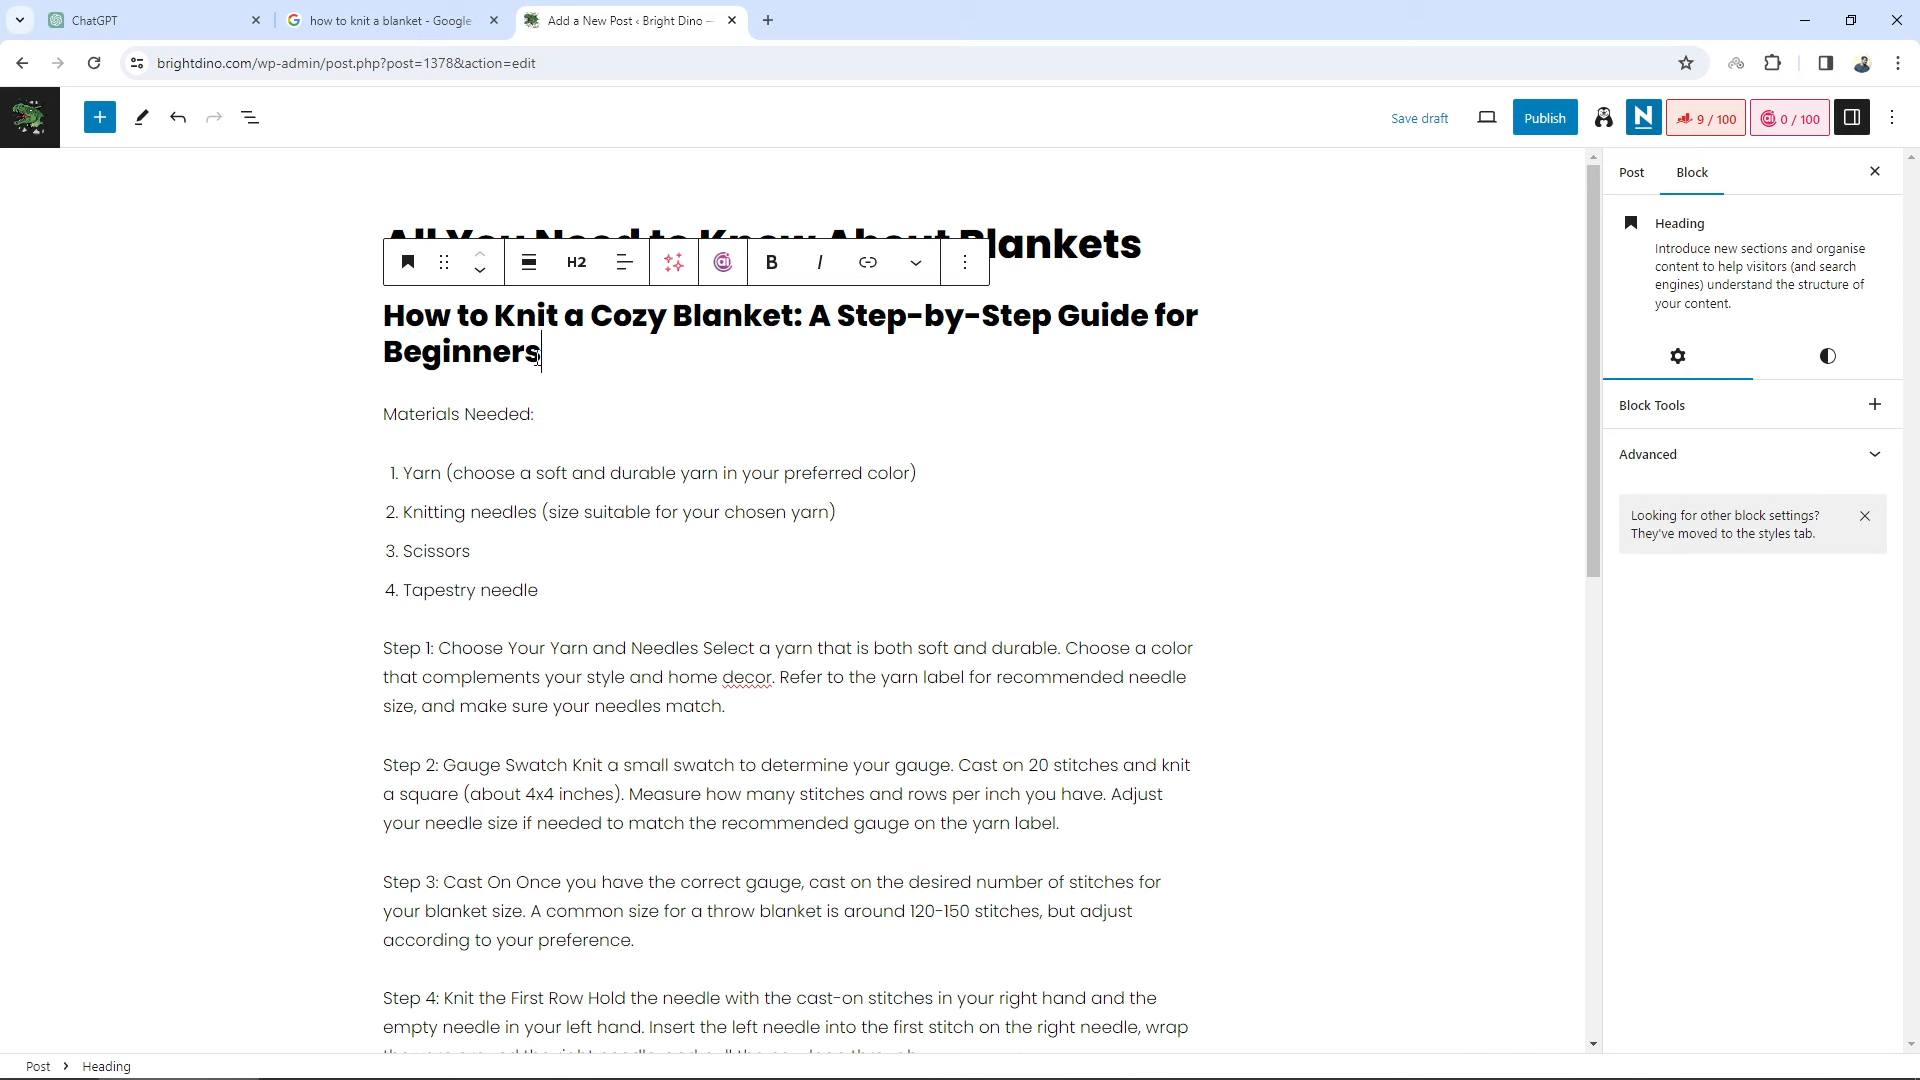 ChatGPT
how to knit a blanket - Google
Add a New Post ‹ Bright Dino —
brightdino.com/wp-admin/post.php?post=1378&action=edit
Save draft
Publish
9 / 100
0 / 100
All You Need to Know About Blankets
H2
B
I
How to Knit a Cozy Blanket: A Step-by-Step Guide for
Beginners
Materials Needed:
1. Yarn (choose a soft and durable yarn in your preferred color)
2. Knitting needles (size suitable for your chosen yarn)
3. Scissors
4. Tapestry needle
Step 1: Choose Your Yarn and Needles Select a yarn that is both soft and durable. Choose a color
that complements your style and home decor. Refer to the yarn label for recommended needle
size, and make sure your needles match.
Step 2: Gauge Swatch Knit a small swatch to determine your gauge. Cast on 20 stitches and knit
a square (about 4x4 inches). Measure how many stitches and rows per inch you have. Adjust
your needle size if needed to match the recommended gauge on the yarn label.
Step 3: Cast On Once you have the correct gauge, cast on the desired number of stitches for
your blanket size. A common size for a throw blanket is around 120-150 stitches, but adjust
according to your preference.
Step 4: Knit the First Row Hold the needle with the cast-on stitches in your right hand and the
empty needle in your left hand. Insert the left needle into the first stitch on the right needle, wrap
Post
Block
Heading
Introduce new sections and organise
content to help visitors (and search
engines) understand the structure of
your content.
Block Tools
Advanced
Looking for other block settings?
They've moved to the styles tab.
Post › Heading